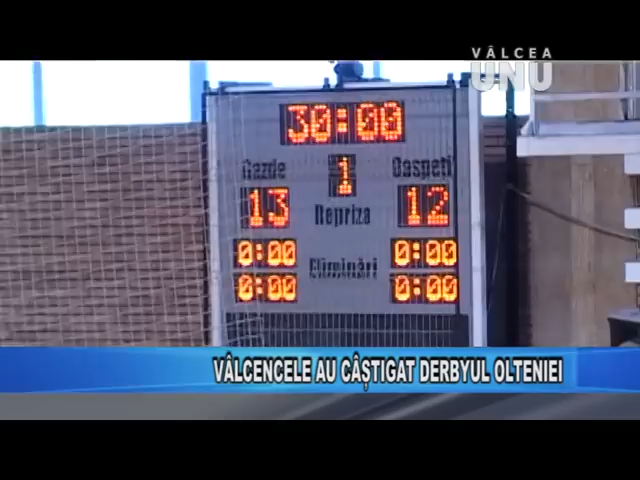 VÂLCEA
UNU
30:00
Gazde 1 Oaspeți
13 Repriza 12
0:00 0:00
Eliminări
0:00 0:00
VÂLCENCELE AU CÂȘTIGAT DERBYUL OLTENIEI